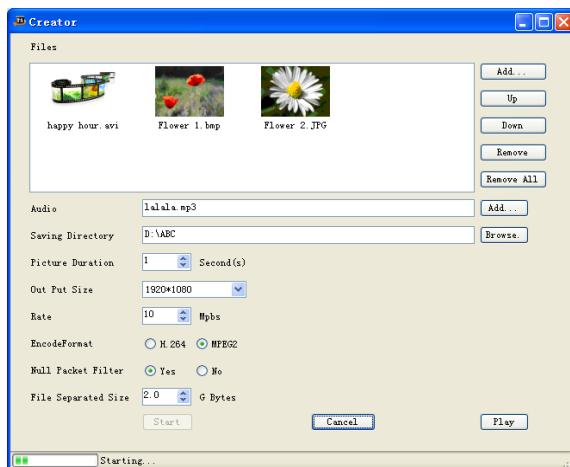 Creator
Files
happy hour.avi Flower 1.bmp Flower 2.JPG
Add...
Up
Down
Remove
Remove All
Audio lalala.mp3 Add...
Saving Directory D:\ABC Browse.
Picture Duration 1 Second(s)
Out Put Size 1920*1080
Rate 10 Mpbs
EncodeFormat H.264 MPEG2
Null Packet Filter Yes No
File Separated Size 2.0 G Bytes
Start Cancel Play
Starting...